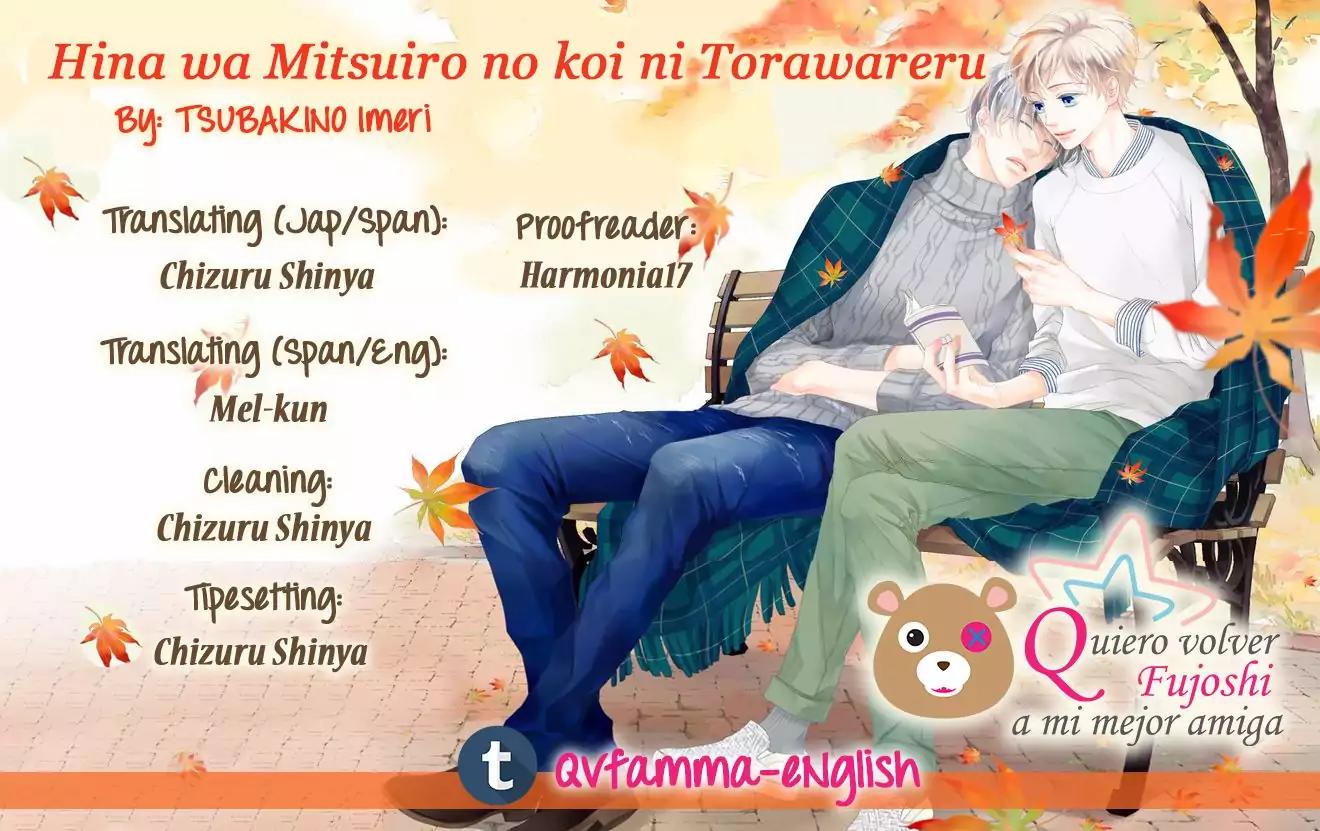 Hina wa Mitsuiro no koi ni Torawareru
By: TSUBAKINO Imeri
Translating (Jap/Span):
Chizuru Shinya
Proofreader:
Harmonia17
Translating (Span/Eng):
Mel-kun
Cleaning:
Chizuru Shinya
Tipesetting:
Chizuru Shinya
Quiero volver
Fujoshi
a mi mejor amiga
t
Qvfamma-eNglish